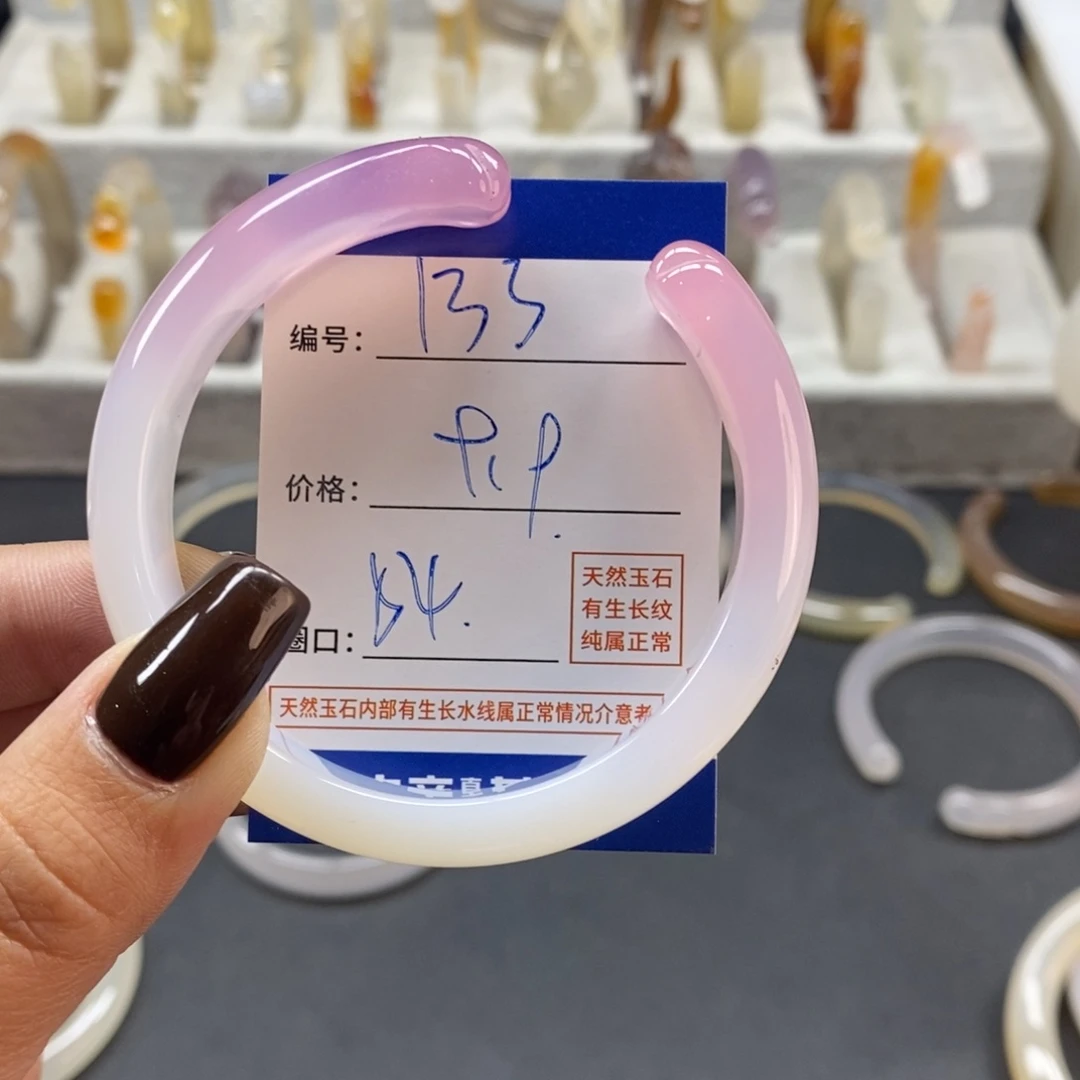 编号： 133
价格：
圈口： 54.
天然玉石
有生长纹
纯属正常
天然玉石内部有生长水线属正常情况介意者